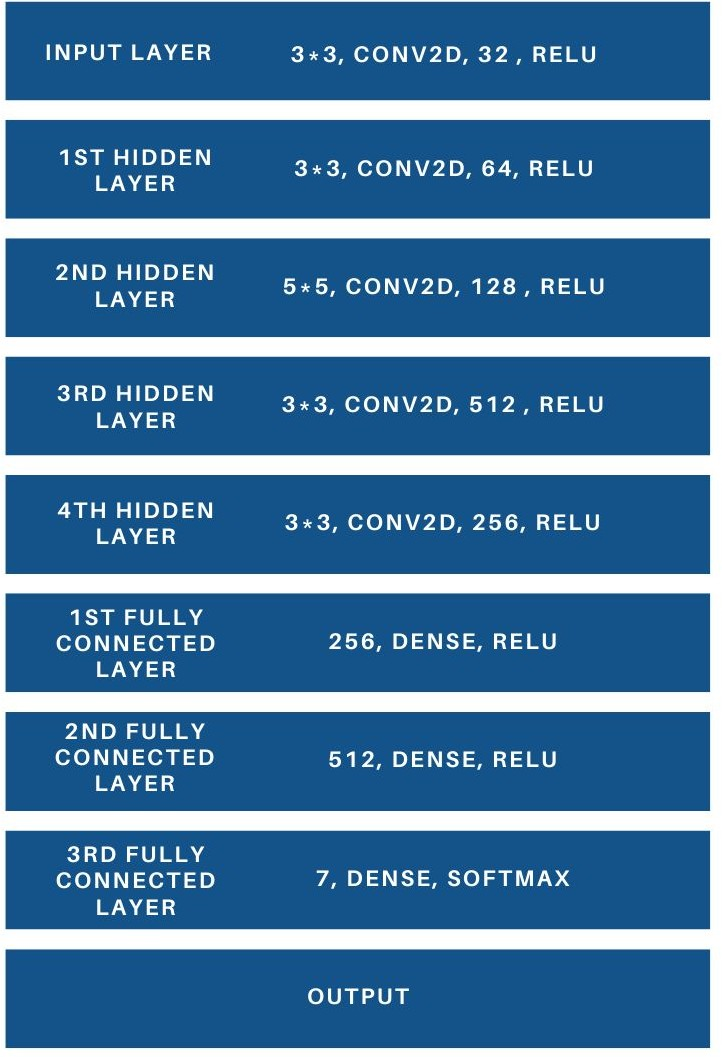 INPUT LAYER
3*3, CONV2D, 32 , RELU
1ST HIDDEN
LAYER
3*3, CONV2D, 64, RELU
2ND HIDDEN
LAYER
5*5, CONV2D, 128 , RELU
3RD HIDDEN
LAYER
3*3, CONV2D, 512 , RELU
4TH HIDDEN
LAYER
3*3, CONV2D, 256, RELU
1ST FULLY
CONNECTED
LAYER
256, DENSE, RELU
2ND FULLY
CONNECTED
LAYER
512, DENSE, RELU
3RD FULLY
CONNECTED
LAYER
7, DENSE, SOFTMAX
OUTPUT